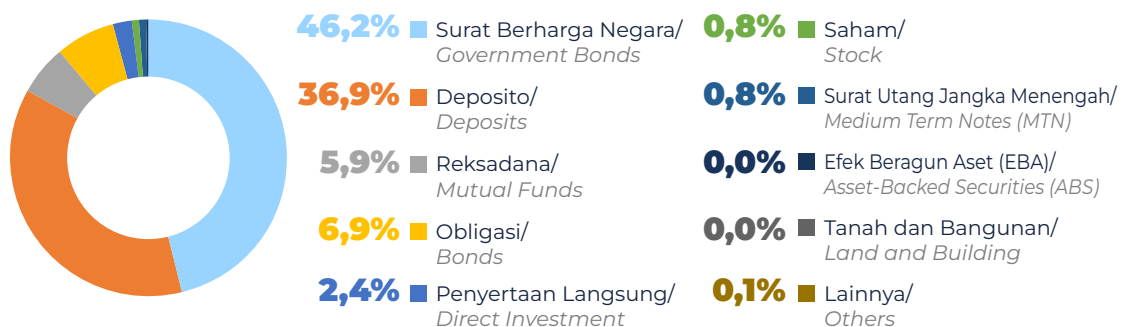 46,2%
Surat Berharga Negara/
Government Bonds
36,9%
Deposito/
Deposits
5,9%
Reksadana/
Mutual Funds
6,9%
Obligasi/
Bonds
2,4%
Penyertaan Langsung/
Direct Investment
0,8%
Saham/
Stock
0,8%
Surat Utang Jangka Menengah/
Medium Term Notes (MTN)
0,0%
Efek Beragun Aset (EBA)/
Asset-Backed Securities (ABS)
0,0%
Tanah dan Bangunan/
Land and Building
0,1%
Lainnya/
Others